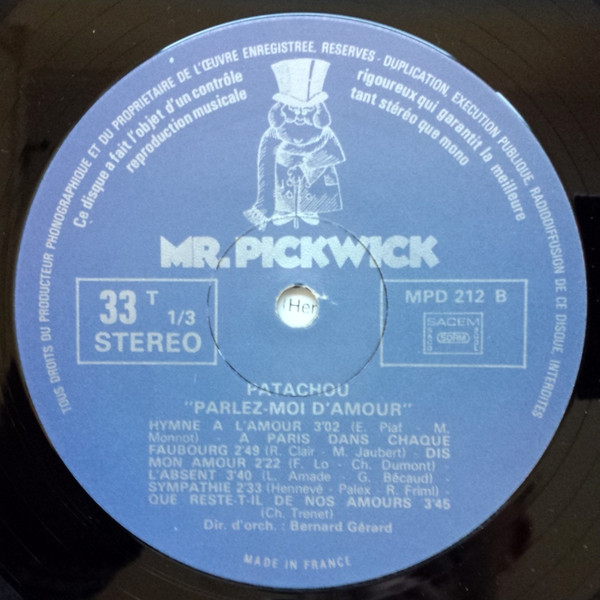 TOUS DROITS DU PRODUCTEUR PHONOGRAPHIQUE ET DU PROPRIETAIRE DE L'ŒUVRE ENREGISTREE, RESERVES - DUPLICATION, EXECUTION PUBLIQUE, RADIODIFFUSION DE CE DISQUE, INTERDITES
Ce disque a fait l'objet d'un contrôle
reproduction musicale
rigoureux qui garantit la meilleure
tant stéréo que mono
MR. PICKWICK
33 T
1/3
STEREO
(Her
MPD 212 B
SACEM
SDRM
PATACHOU
"PARLEZ-MOI D'AMOUR"
HYMNE A L'AMOUR 3'02 (E. Piaf - M.
Monnot) - A PARIS DANS CHAQUE
FAUBOURG 2'49 (R. Clair - M. Jaubert) - DIS
MON AMOUR 2'22 (F. Lo - Ch. Dumont) -
L'ABSENT 3'40 (L. Amade - G. Bécaud) -
SYMPATHIE 2'33 (Hennevé - Palex - R. Friml) -
QUE RESTE-T-IL DE NOS AMOURS 3'45
(Ch. Trenet)
Dir. d'orch. : Bernard Gérard
MADE IN FRANCE